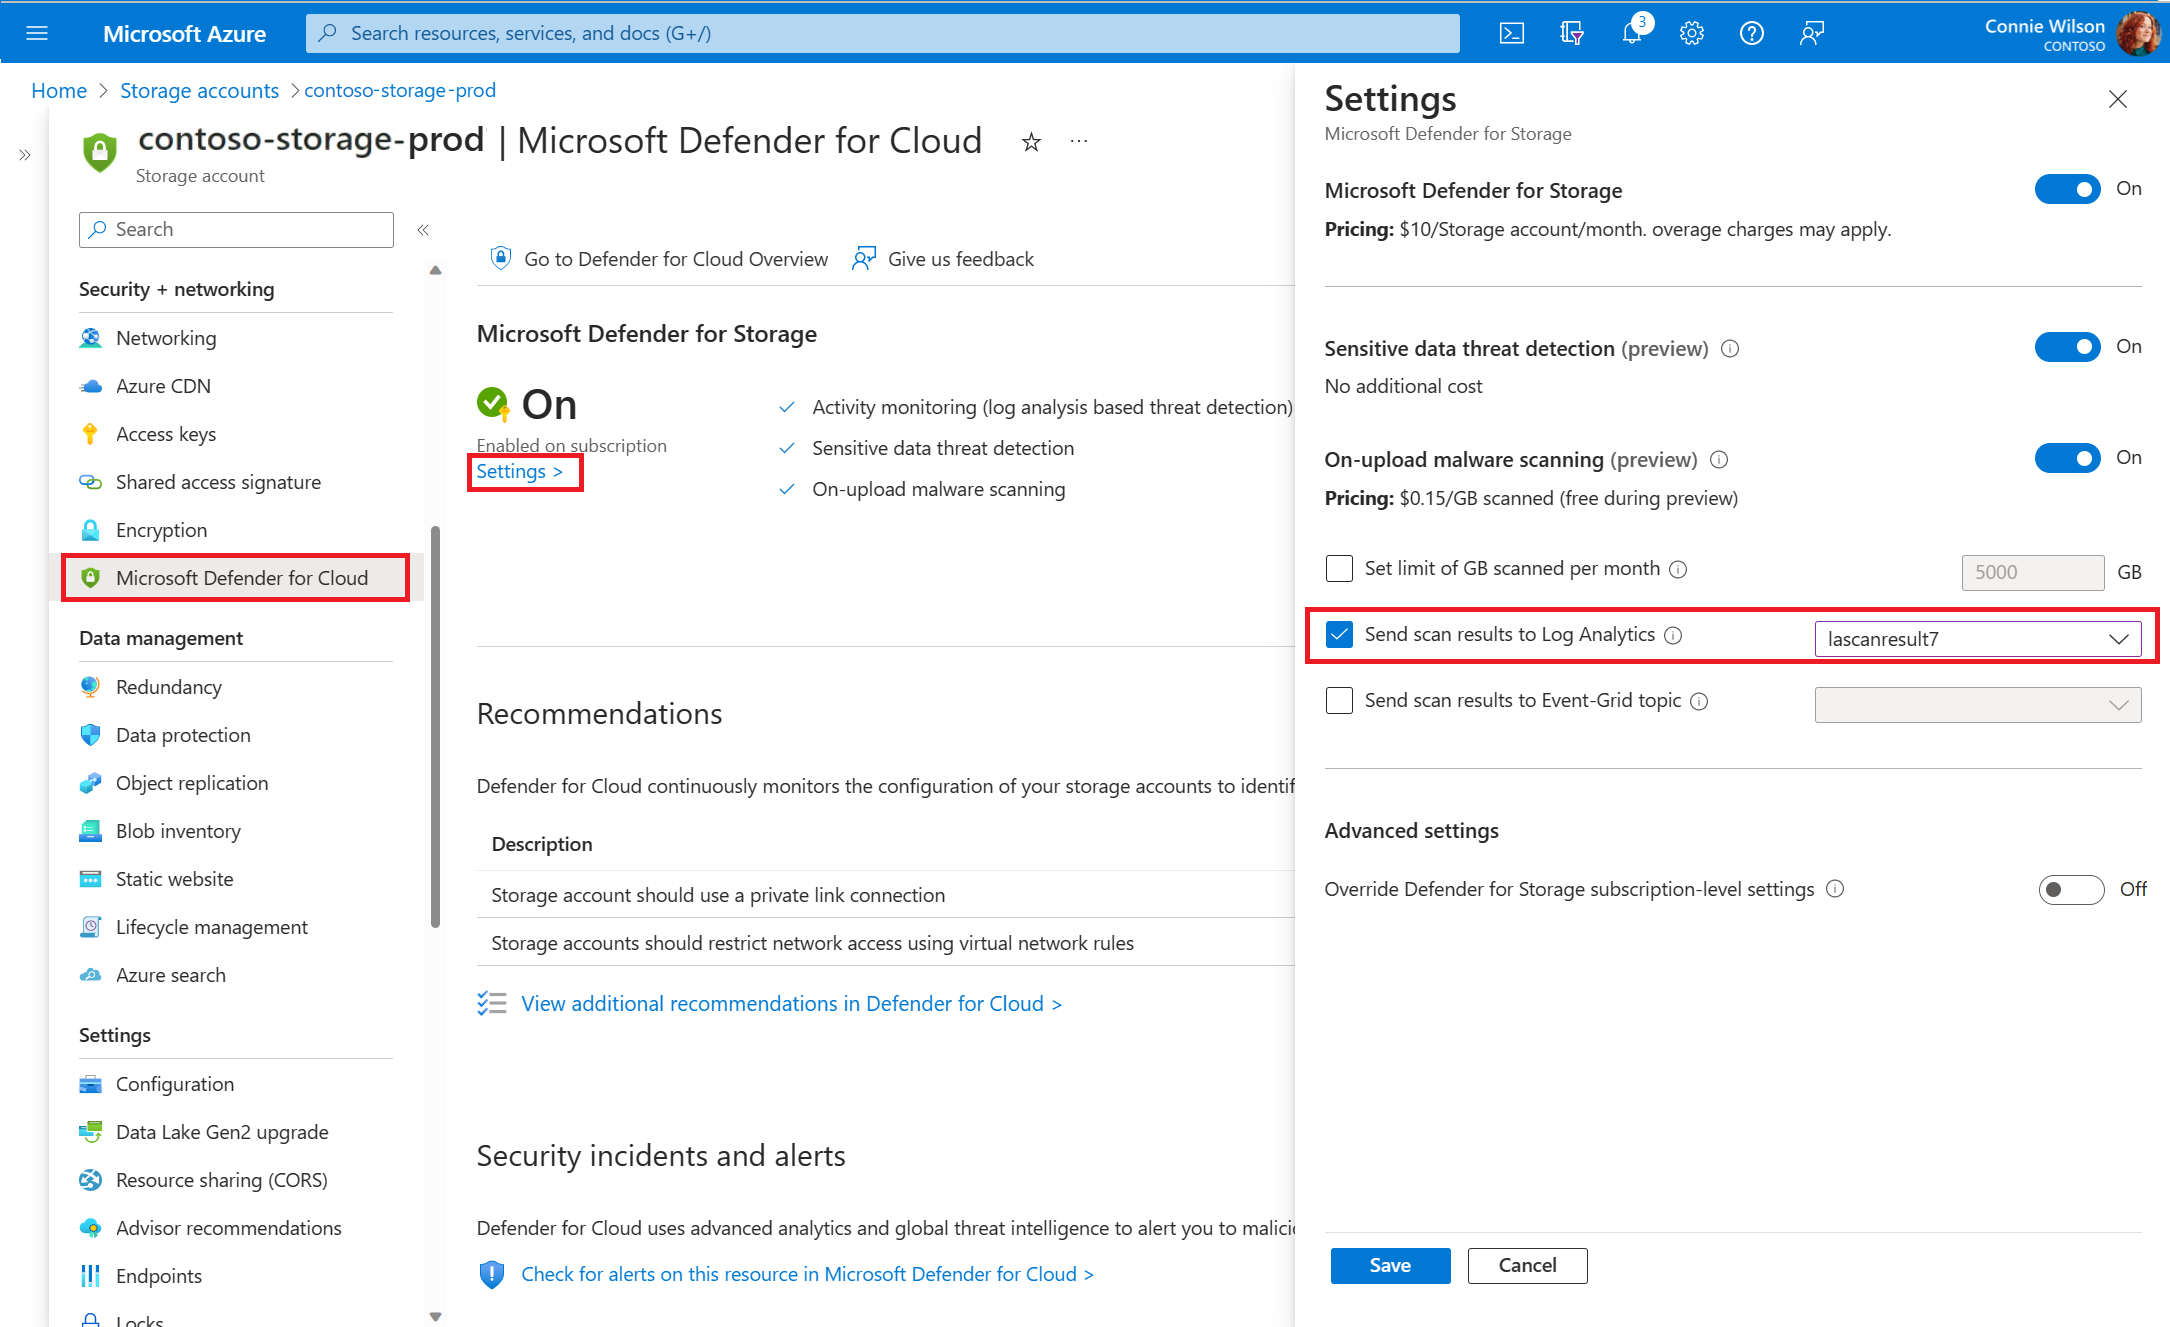 Microsoft Azure
Search resources, services, and docs (G+/)
3
Connie Wilson
CONTOSO
Home > Storage accounts > contoso-storage-prod
contoso-storage-prod | Microsoft Defender for Cloud
Storage account
Search
Security + networking
Networking
Azure CDN
Access keys
Shared access signature
Encryption
Microsoft Defender for Cloud
Data management
Redundancy
Data protection
Object replication
Blob inventory
Static website
Lifecycle management
Azure search
Settings
Configuration
Data Lake Gen2 upgrade
Resource sharing (CORS)
Advisor recommendations
Endpoints
Locks
Go to Defender for Cloud Overview
Give us feedback
Microsoft Defender for Storage
On
Enabled on subscription
Settings >
Activity monitoring (log analysis based threat detection)
Sensitive data threat detection
On-upload malware scanning
Recommendations
Defender for Cloud continuously monitors the configuration of your storage accounts to identif
Description
Storage account should use a private link connection
Storage accounts should restrict network access using virtual network rules
View additional recommendations in Defender for Cloud >
Security incidents and alerts
Defender for Cloud uses advanced analytics and global threat intelligence to alert you to malici
Check for alerts on this resource in Microsoft Defender for Cloud >
Settings
Microsoft Defender for Storage
Microsoft Defender for Storage
On
Pricing: $10/Storage account/month. overage charges may apply.
Sensitive data threat detection (preview)
On
No additional cost
On-upload malware scanning (preview)
On
Pricing: $0.15/GB scanned (free during preview)
Set limit of GB scanned per month
5000
GB
Send scan results to Log Analytics
lascanresult7
Send scan results to Event-Grid topic
Advanced settings
Override Defender for Storage subscription-level settings
Off
Save
Cancel